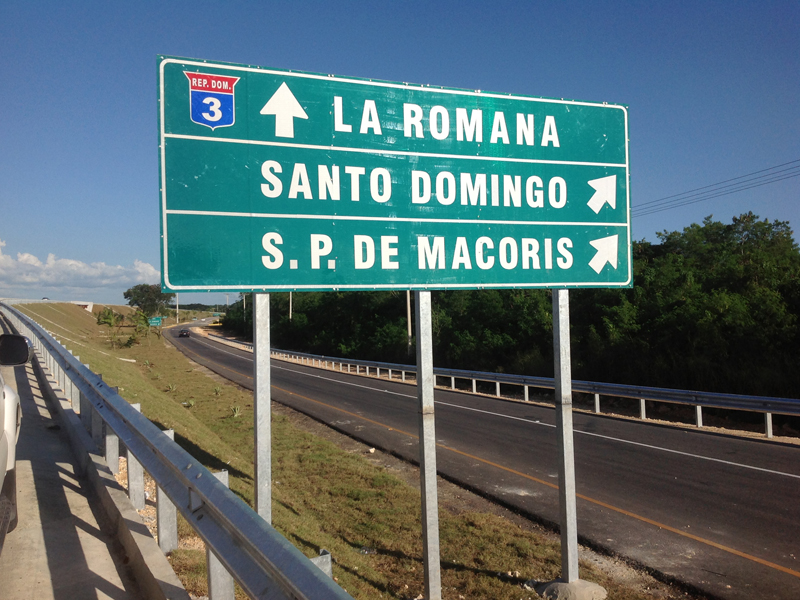 REP. DOM.
3
LA ROMANA
SANTO DOMINGO
S. P. DE MACORIS